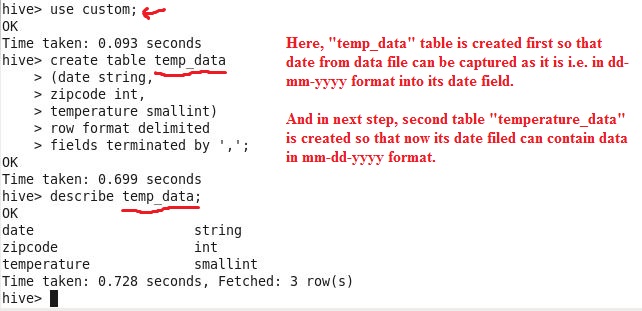 hive> use custom;
OK
Time taken: 0.093 seconds
hive> create table temp_data
    > (date string,
    > zipcode int,
    > temperature smallint)
    > row format delimited
    > fields terminated by ',';
OK
Time taken: 0.699 seconds
hive> describe temp_data;
OK
date                    string
zipcode                 int
temperature             smallint
Time taken: 0.728 seconds, Fetched: 3 row(s)
hive>
Here, "temp_data" table is created first so that
date from data file can be captured as it is i.e. in dd-
mm-yyyy format into its date field.
And in next step, second table "temperature_data"
is created so that now its date filed can contain data
in mm-dd-yyyy format.